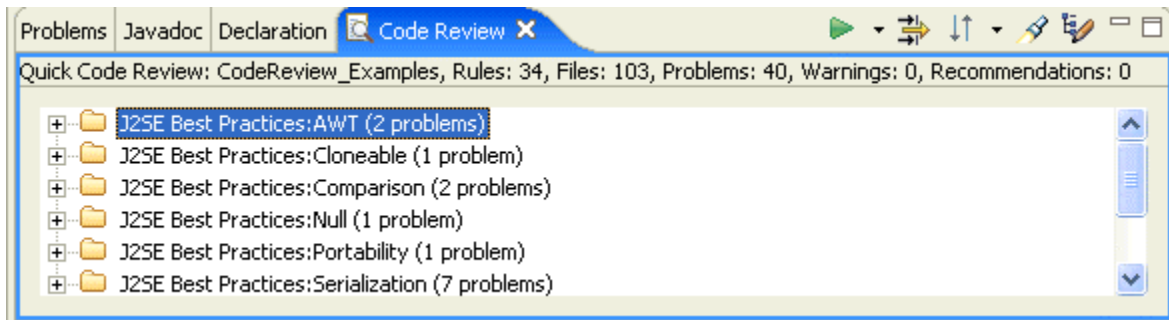 Problems Javadoc Declaration Code Review
Quick Code Review: CodeReview_Examples, Rules: 34, Files: 103, Problems: 40, Warnings: 0, Recommendations: 0
J2SE Best Practices:AWT (2 problems)
J2SE Best Practices:Cloneable (1 problem)
J2SE Best Practices:Comparison (2 problems)
J2SE Best Practices:Null (1 problem)
J2SE Best Practices:Portability (1 problem)
J2SE Best Practices:Serialization (7 problems)